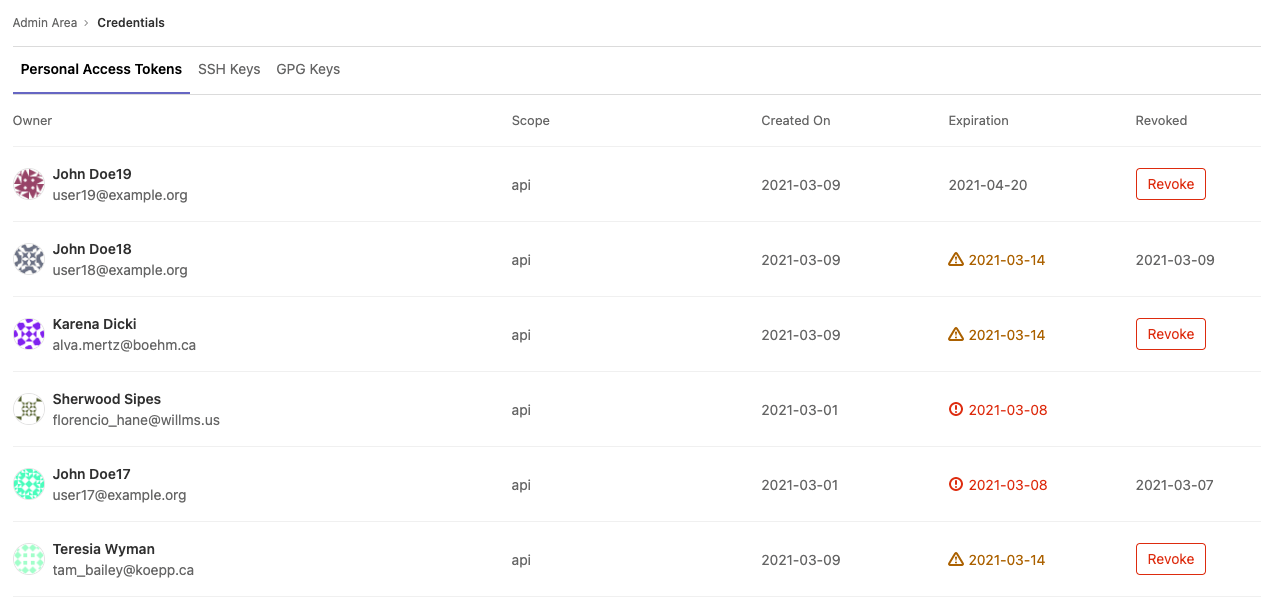 Admin Area › Credentials
Personal Access Tokens SSH Keys GPG Keys
Owner Scope Created On Expiration Revoked
John Doe19
user19@example.org api 2021-03-09 2021-04-20 Revoke
John Doe18
user18@example.org api 2021-03-09 2021-03-14 2021-03-09
Karena Dicki
alva.mertz@boehm.ca api 2021-03-09 2021-03-14 Revoke
Sherwood Sipes
florencio_hane@willms.us api 2021-03-01 2021-03-08
John Doe17
user17@example.org api 2021-03-01 2021-03-08 2021-03-07
Teresia Wyman
tam_bailey@koepp.ca api 2021-03-09 2021-03-14 Revoke